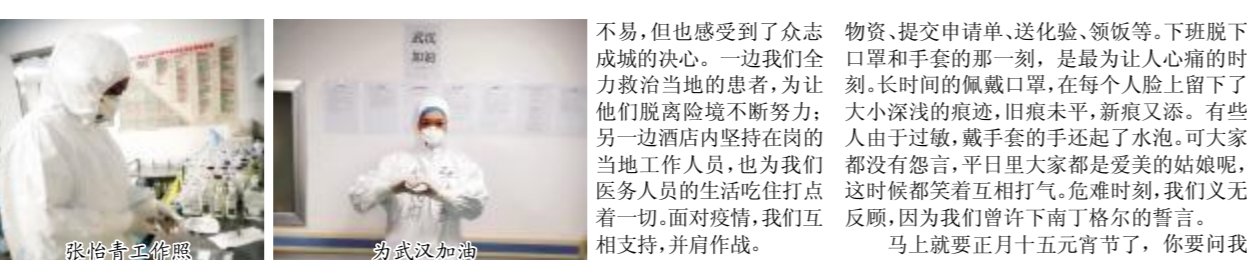 武汉
加油
张怡青工作照
为武汉加油
不易，但也感受到了众志
成城的决心。一边我们全
力救治当地的患者，为让
他们脱离险境不断努力；
另一边酒店内坚持在岗的
当地工作人员，也为我们
医务人员的生活吃住打点
着一切。面对疫情，我们互
相支持，并肩作战。
物资、提交申请单、送化验、领饭等。下班脱下
口罩和手套的那一刻，是最为让人心痛的时
刻。长时间的佩戴口罩，在每个人脸上留下了
大小深浅的痕迹，旧痕未平，新痕又添。有些
人由于过敏，戴手套的手还起了水泡。可大家
都没有怨言，平日里大家都是爱美的姑娘呢，
这时候都笑着互相打气。危难时刻，我们义无
反顾，因为我们曾许下南丁格尔的誓言。
马上就要正月十五元宵节了，你要问我